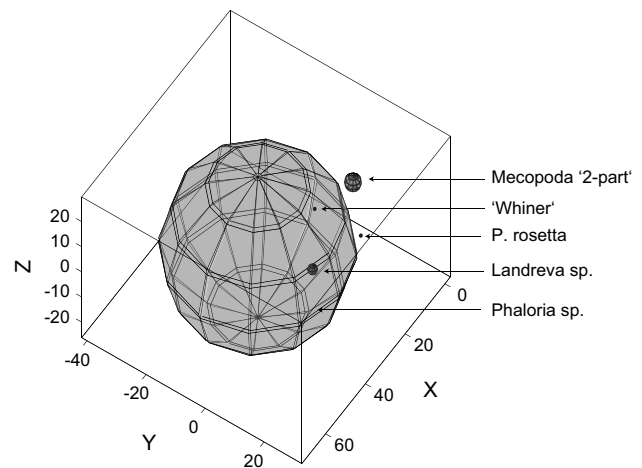 Mecopoda ‘2-part‘
‘Whiner‘
P. rosetta
Landreva sp.
Phaloria sp.
Z
20
10
0
-10
-20
-40
-20
0
20
Y
0
20
40
60
X